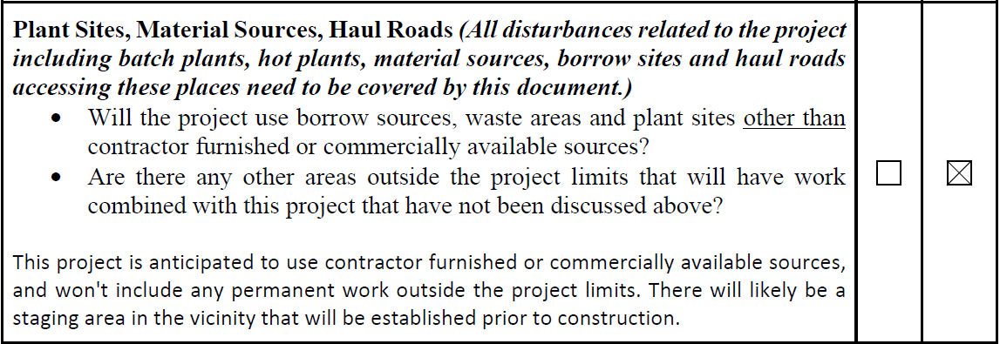 Plant Sites, Material Sources, Haul Roads (All disturbances related to the project
including batch plants, hot plants, material sources, borrow sites and haul roads
accessing these places need to be covered by this document.)
• Will the project use borrow sources, waste areas and plant sites other than
contractor furnished or commercially available sources?
• Are there any other areas outside the project limits that will have work
combined with this project that have not been discussed above?
This project is anticipated to use contractor furnished or commercially available sources,
and won't include any permanent work outside the project limits. There will likely be a
staging area in the vicinity that will be established prior to construction.